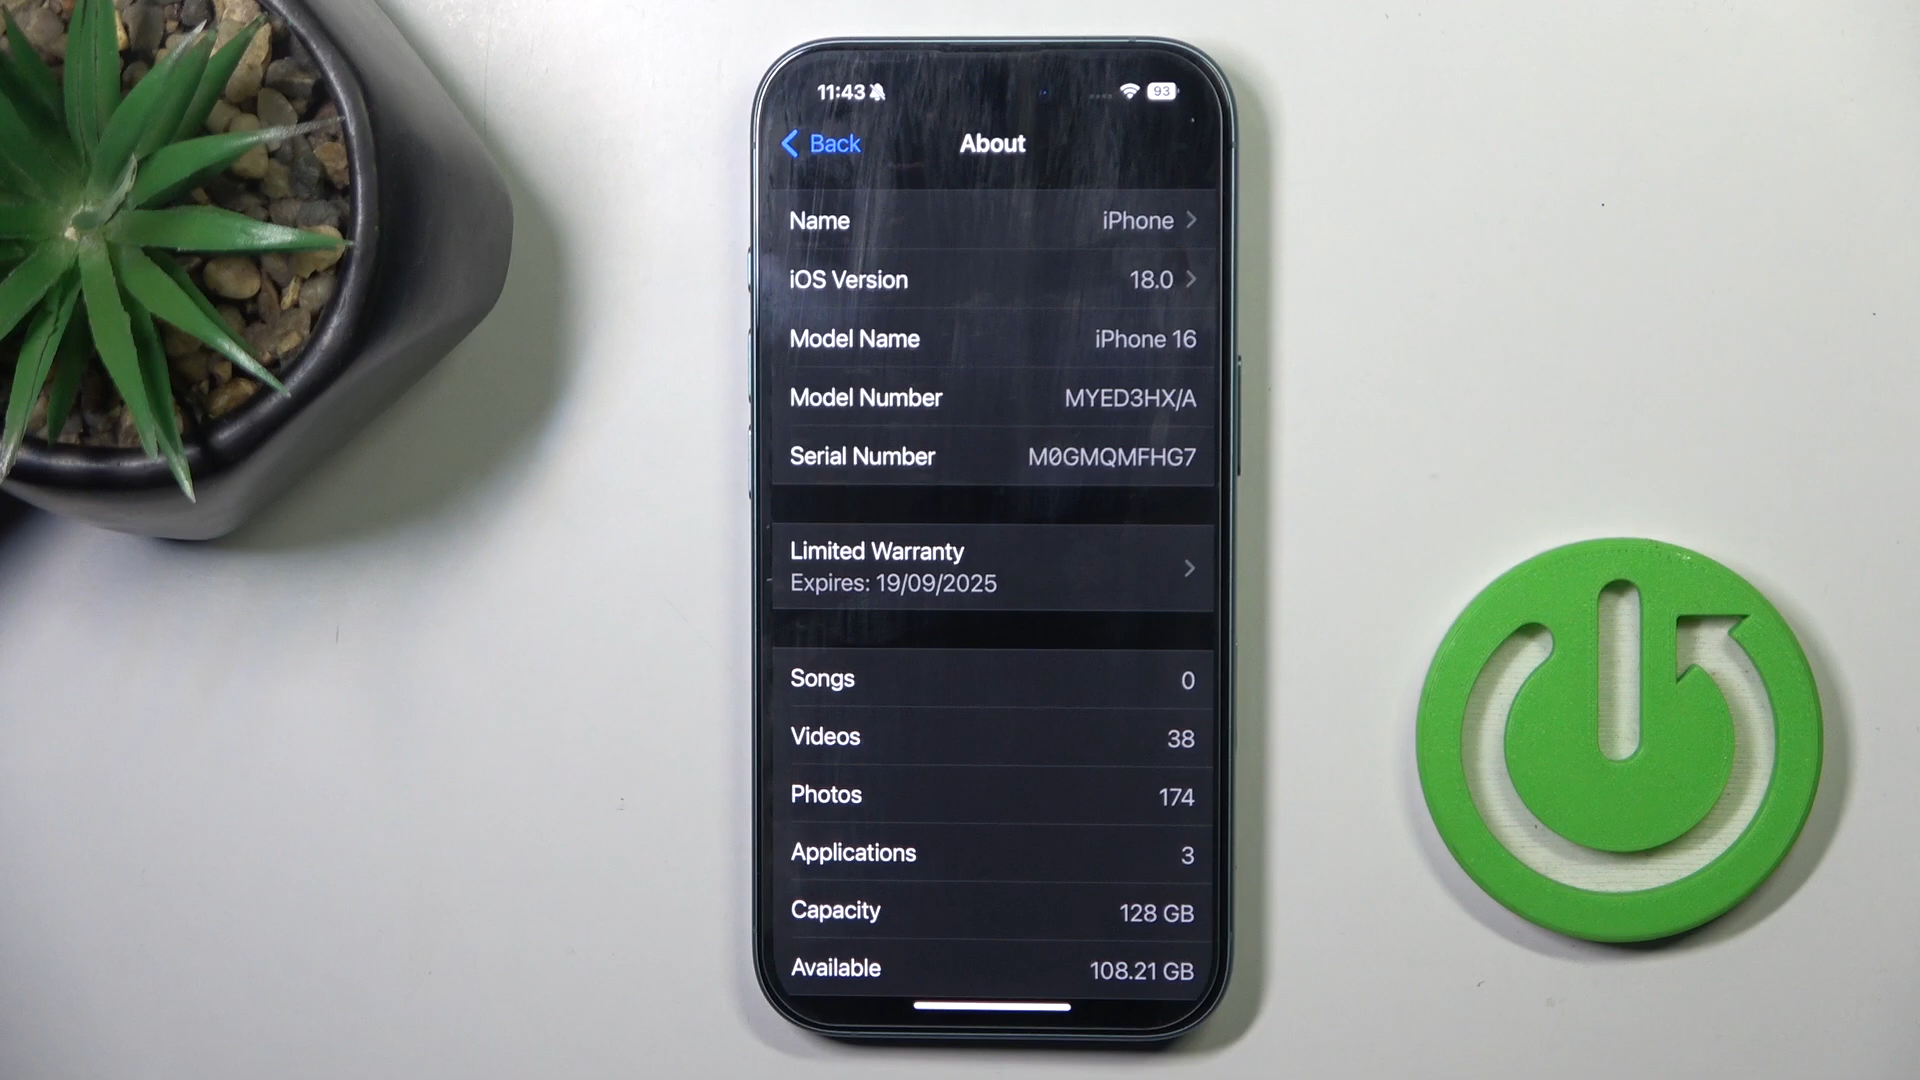 11:43 93
Back About
Name iPhone
iOS Version 18.0
Model Name iPhone 16
Model Number MYED3HX/A
Serial Number M0GMQMFHG7
Limited Warranty
Expires: 19/09/2025
Songs 0
Videos 38
Photos 174
Applications 3
Capacity 128 GB
Available 108.21 GB